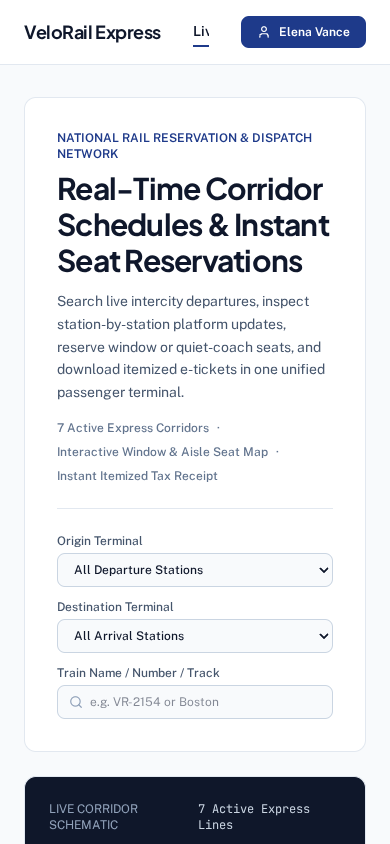 VeloRail Express
Elena Vance
NATIONAL RAIL RESERVATION & DISPATCH
NETWORK
Real-Time Corridor
Schedules & Instant
Seat Reservations
Search live intercity departures, inspect
station-by-station platform updates,
reserve window or quiet-coach seats, and
download itemized e-tickets in one unified
passenger terminal.
7 Active Express Corridors ·
Interactive Window & Aisle Seat Map ·
Instant Itemized Tax Receipt
Origin Terminal
All Departure Stations
Destination Terminal
All Arrival Stations
Train Name / Number / Track
e.g. VR-2154 or Boston
LIVE CORRIDOR
SCHEMATIC
7 Active Express
Lines